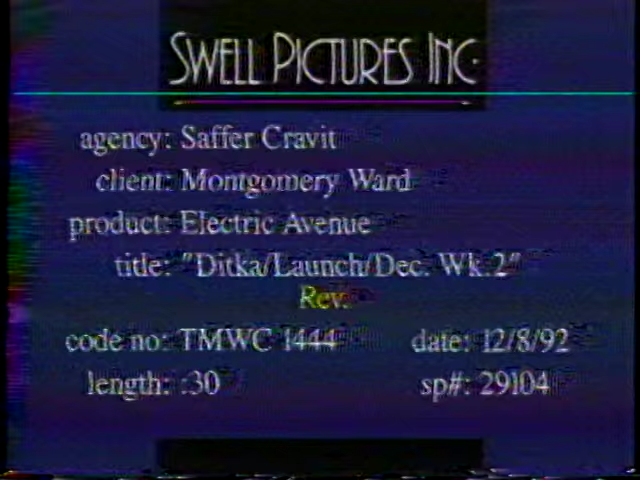 SWELL PICTURES INC.
agency: Saffer Cravit
client: Montgomery Ward
product: Electric Avenue
title: "Ditka/Launch/Dec. Wk.2"
Rev.
code no: TMWC 1444 date: 12/8/92
length: :30 sp#: 29104